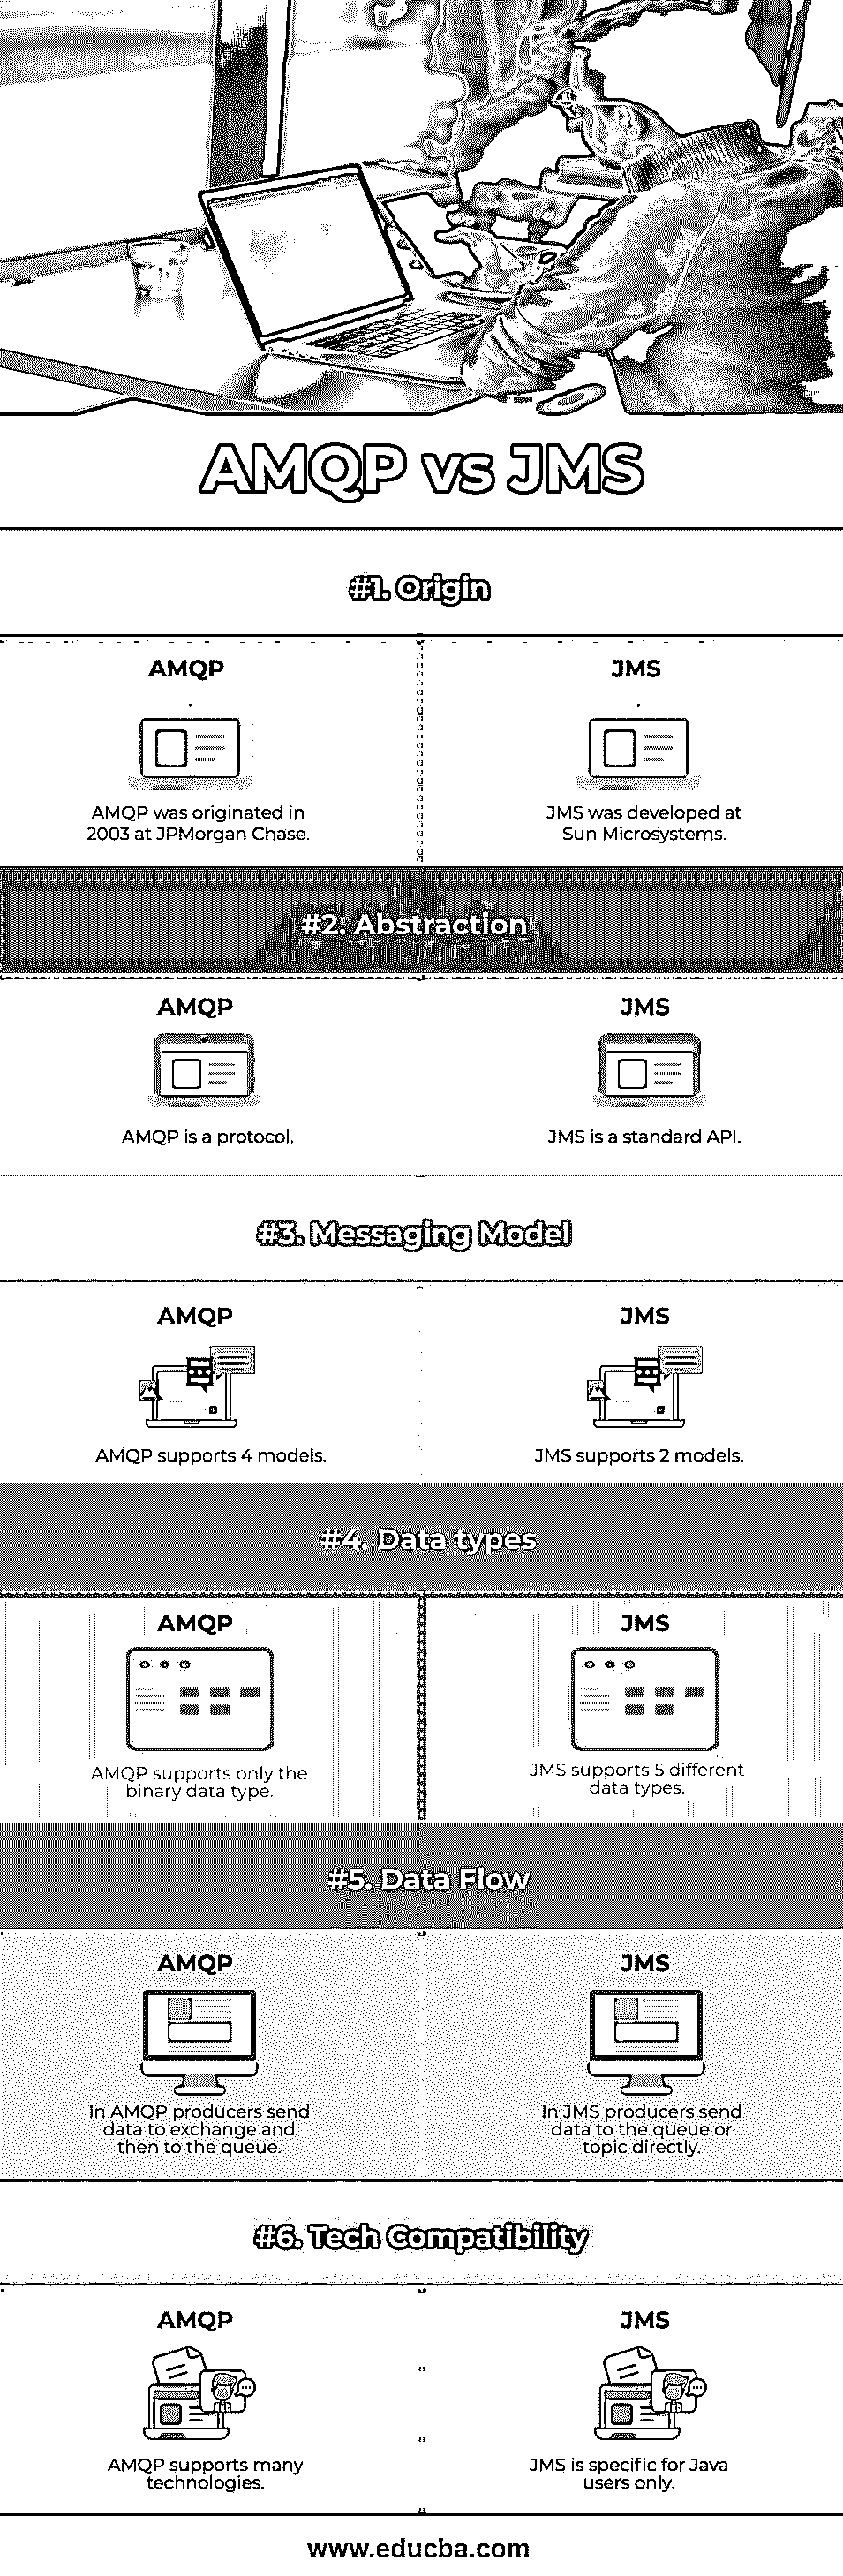 AMQP vs JMS
#1. Origin
AMQP
JMS
AMQP was originated in
2003 at JPMorgan Chase.
JMS was developed at
Sun Microsystems.
#2. Abstraction
AMQP
JMS
AMQP is a protocol.
JMS is a standard API.
#3. Messaging Model
AMQP
JMS
AMQP supports 4 models.
JMS supports 2 models.
#4. Data types
AMQP
JMS
AMQP supports only the
binary data type.
JMS supports 5 different
data types.
#5. Data Flow
AMQP
JMS
In AMQP producers send
data to exchange and
then to the queue.
In JMS producers send
data to the queue or
topic directly.
#6. Tech Compatibility
AMQP
JMS
AMQP supports many
technologies.
JMS is specific for Java
users only.
www.educba.com